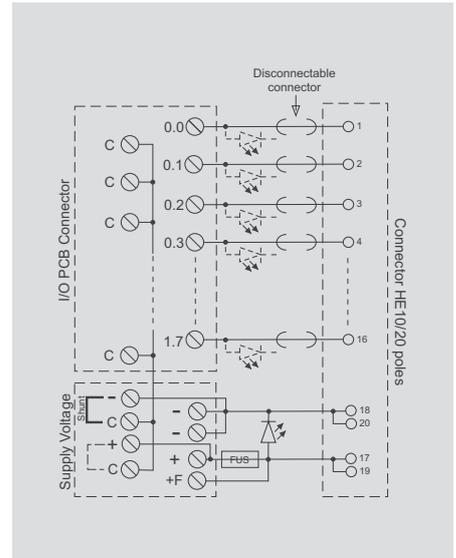 Disconnectable
connector
0.0
1
C
0.1
2
C
0.2
3
C
0.3
4
I/O PCB Connector
Connector HE10/20 poles
1.7
16
C
Supply Voltage
Shunt
-
C
+
C
-
-
+
+F
FUS
18
20
17
19